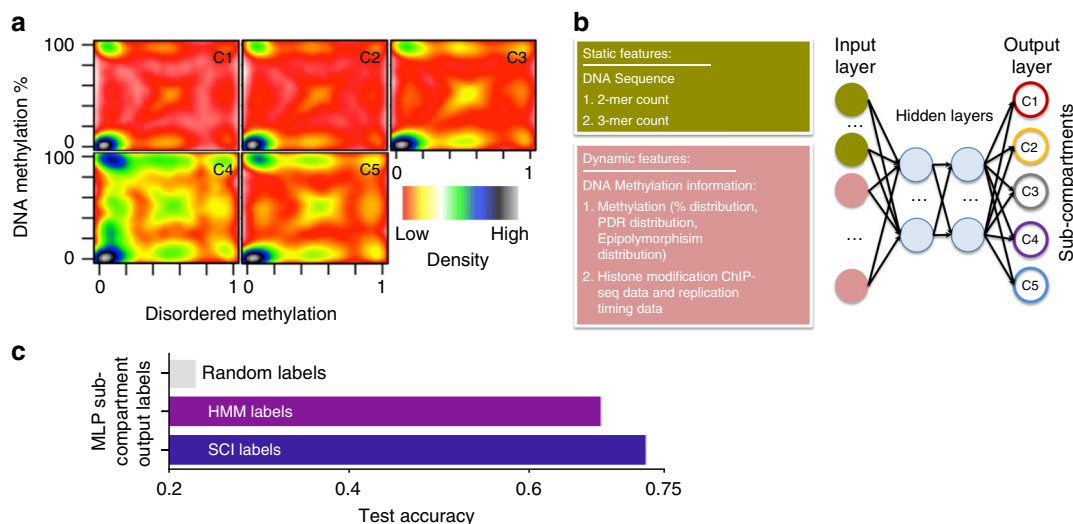 a
DNA methylation %
100
0
100
0
C1
C2
C3
C4
C5
0
1
0 1 0 1
Low
High
Density
Disordered methylation
b
Static features:
DNA Sequence
1. 2-mer count
2. 3-mer count
Dynamic features:
DNA Methylation information:
1. Methylation (% distribution,
PDR distribution,
Epipolymorphisim
distribution)
2. Histone modification ChIP-
seq data and replication
timing data
Input
layer
...
...
Hidden layers
...
...
Output
layer
C1
C2
C3
C4
C5
Sub-compartments
c
MLP sub-
compartment
output labels
Random labels
HMM labels
SCI labels
0.2
0.4
0.6
0.75
Test accuracy